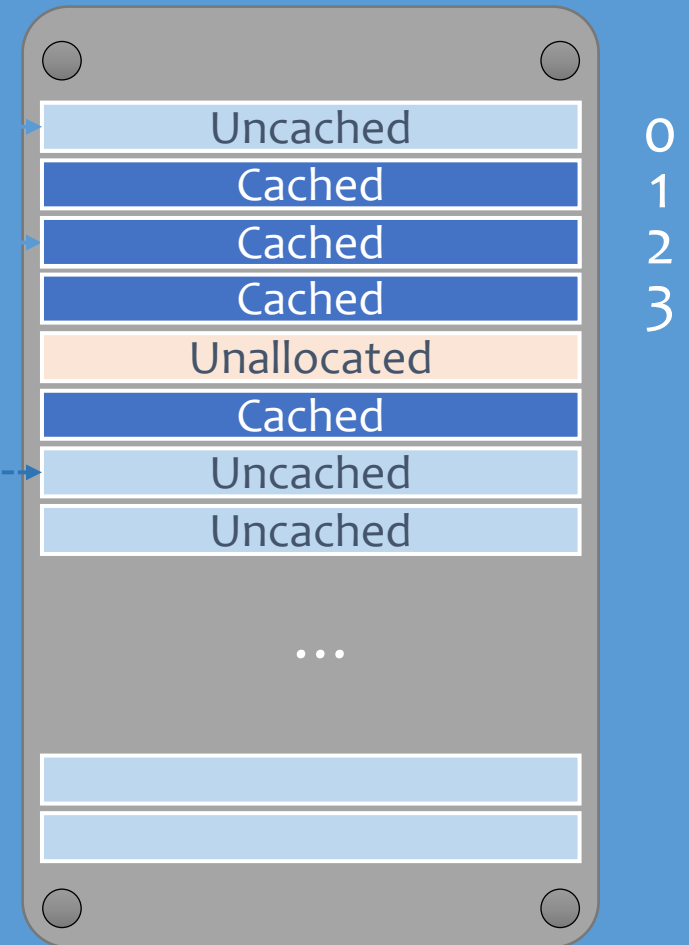 Uncached 0
Cached 1
Cached 2
Cached 3
Unallocated
Cached
Uncached
Uncached
...